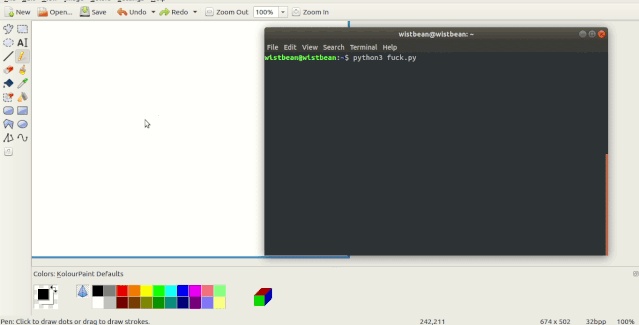 New Open... Save Undo Redo Zoom Out 100% Zoom In
wistbean@wistbean: ~
File Edit View Search Terminal Help
wistbean@wistbean:~$ python3 fuck.py
Colors: KolourPaint Defaults
Pen: Click to draw dots or drag to draw strokes. 242,211 674 x 502 32bpp 100%